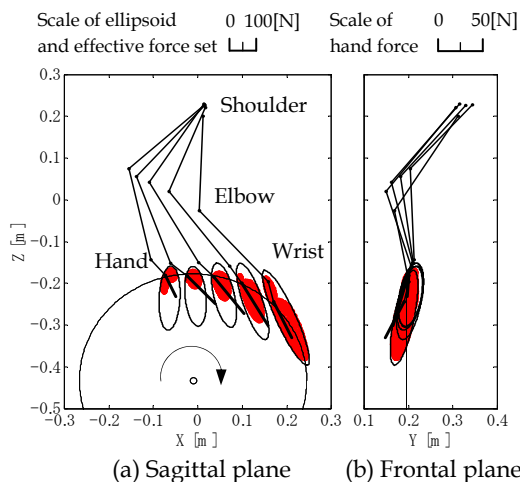 Scale of ellipsoid
and effective force set
0 100[N]
Scale of
hand force
0 50[N]
0.3
0.2
0.1
0
-0.1
-0.2
-0.3
-0.4
-0.5
Z [m]
Shoulder
Elbow
Hand
Wrist
-0.3 -0.2 -0.1 0 0.1 0.2 0.3
X [m]
0.1 0.2 0.3 0.4
Y [m]
(a) Sagittal plane
(b) Frontal plane